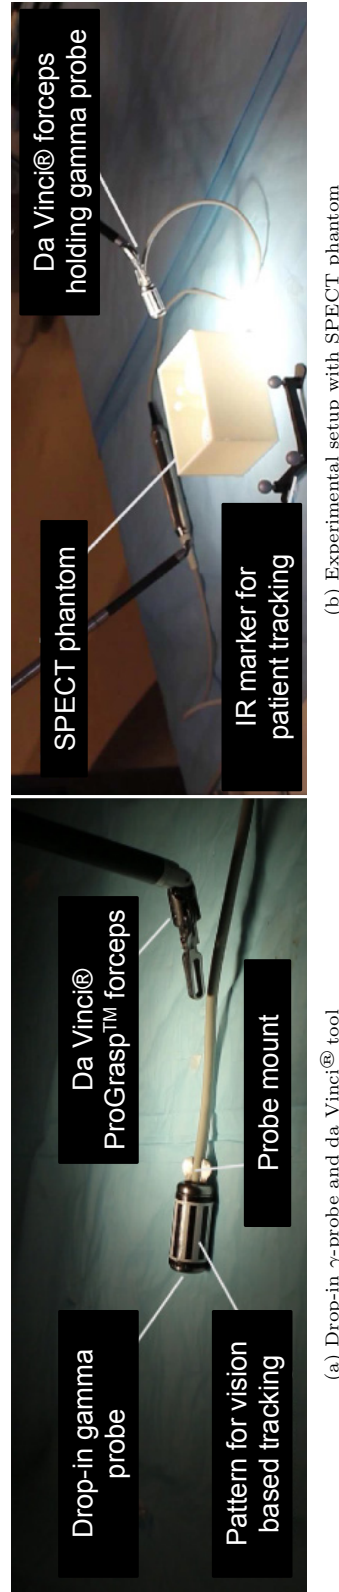 Drop-in gamma
probe
Da Vinci®
ProGrasp™ forceps
Pattern for vision
based tracking
Probe mount
(a) Drop-in γ-probe and da Vinci® tool
SPECT phantom
Da Vinci® forceps
holding gamma probe
IR marker for
patient tracking
(b) Experimental setup with SPECT phantom